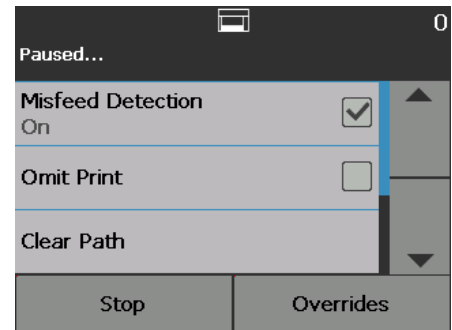 0
Paused...
Misfeed Detection
On
Omit Print
Clear Path
Stop
Overrides